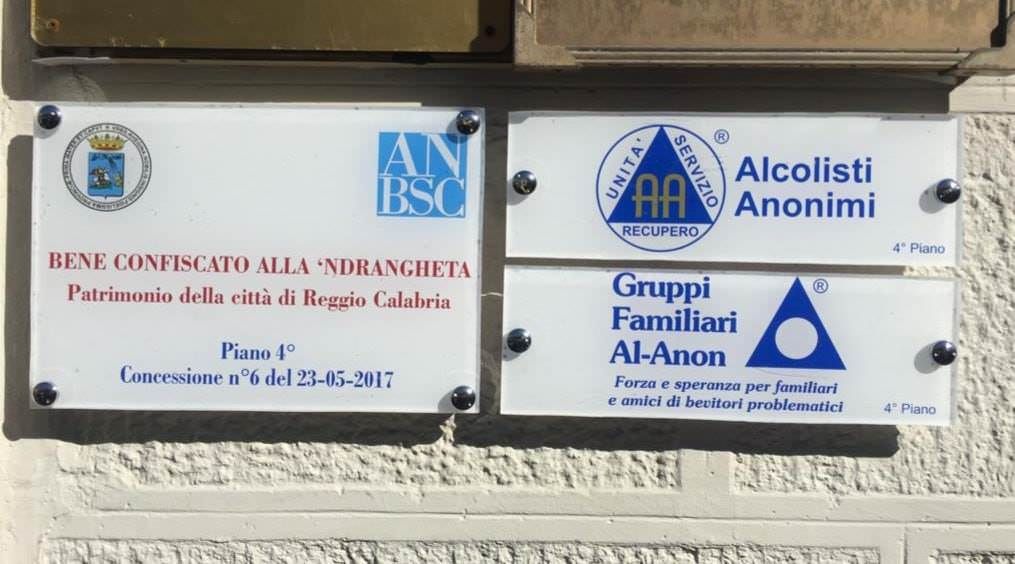 AN
BSC
BENE CONFISCATO ALLA ‘NDRANGHETA
Patrimonio della città di Reggio Calabria
Piano 4°
Concessione n°6 del 23-05-2017
UNITA' SERVIZIO
RECUPERO
AA
®
Alcolisti
Anonimi
4° Piano
Gruppi
Familiari
Al-Anon
®
Forza e speranza per familiari
e amici di bevitori problematici
4° Piano